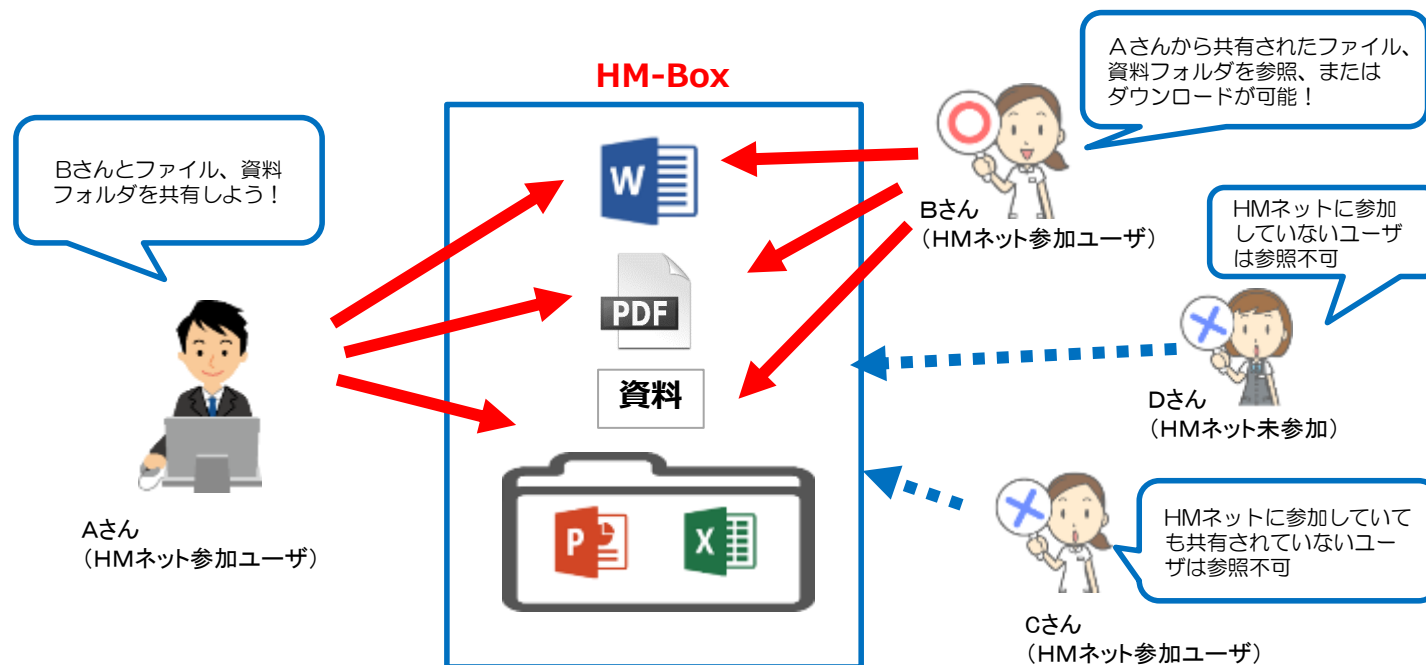 HM-Box
Aさんから共有されたファイル、
資料フォルダを参照、または
ダウンロードが可能！
Bさんとファイル、資料
フォルダを共有しよう！
W
Bさん
（HMネット参加ユーザ）
HMネットに参加
していないユーザ
は参照不可
PDF
資料
Dさん
（HMネット未参加）
P
X
Aさん
（HMネット参加ユーザ）
HMネットに参加していて
も共有されていないユー
ザは参照不可
Cさん
（HMネット参加ユーザ）